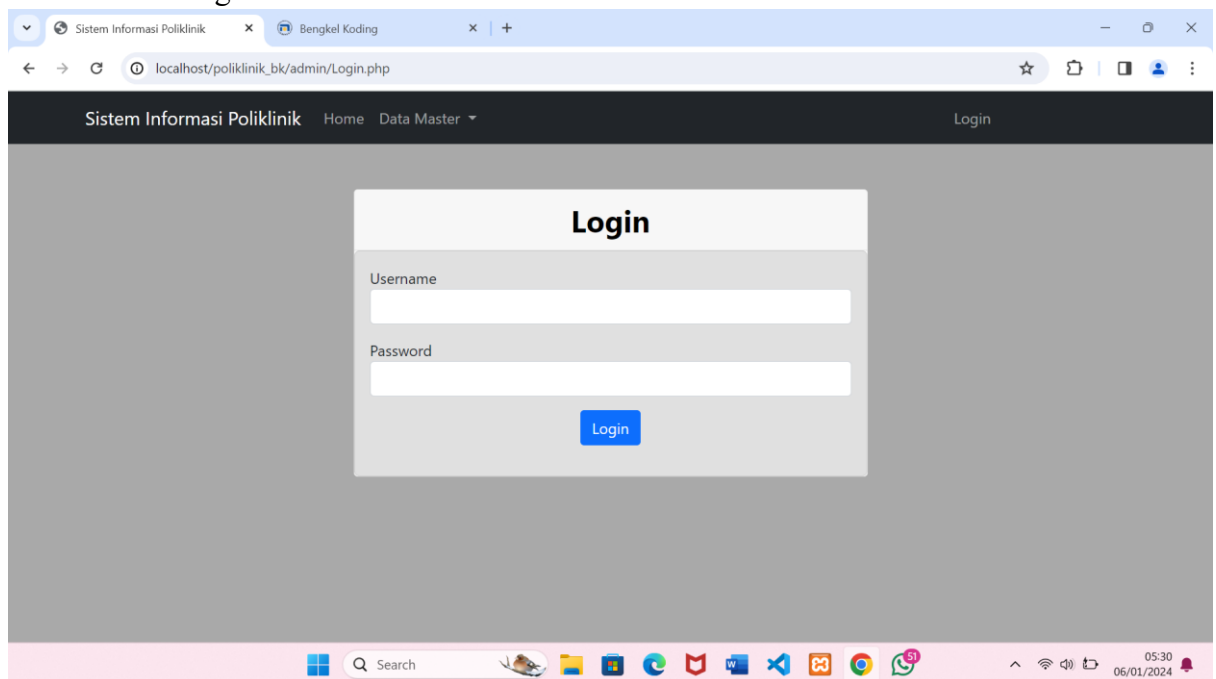 Sistem Informasi Poliklinik
Bengkel Koding
localhost/poliklinik_bk/admin/Login.php
Sistem Informasi Poliklinik Home Data Master Login
Login
Username
Password
Login
Search
51
05:30
06/01/2024